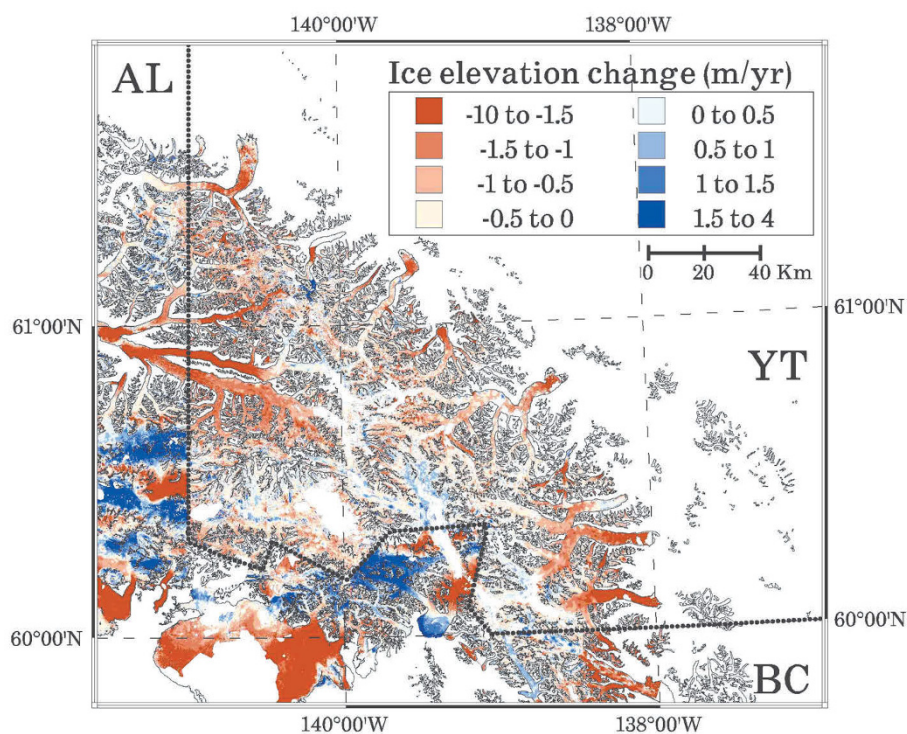 140°00'W 138°00'W
AL
Ice elevation change (m/yr)
-10 to -1.5 0 to 0.5
-1.5 to -1 0.5 to 1
-1 to -0.5 1 to 1.5
-0.5 to 0 1.5 to 4
0 20 40 Km
61°00'N 61°00'N
YT
60°00'N 60°00'N
BC
140°00'W 138°00'W